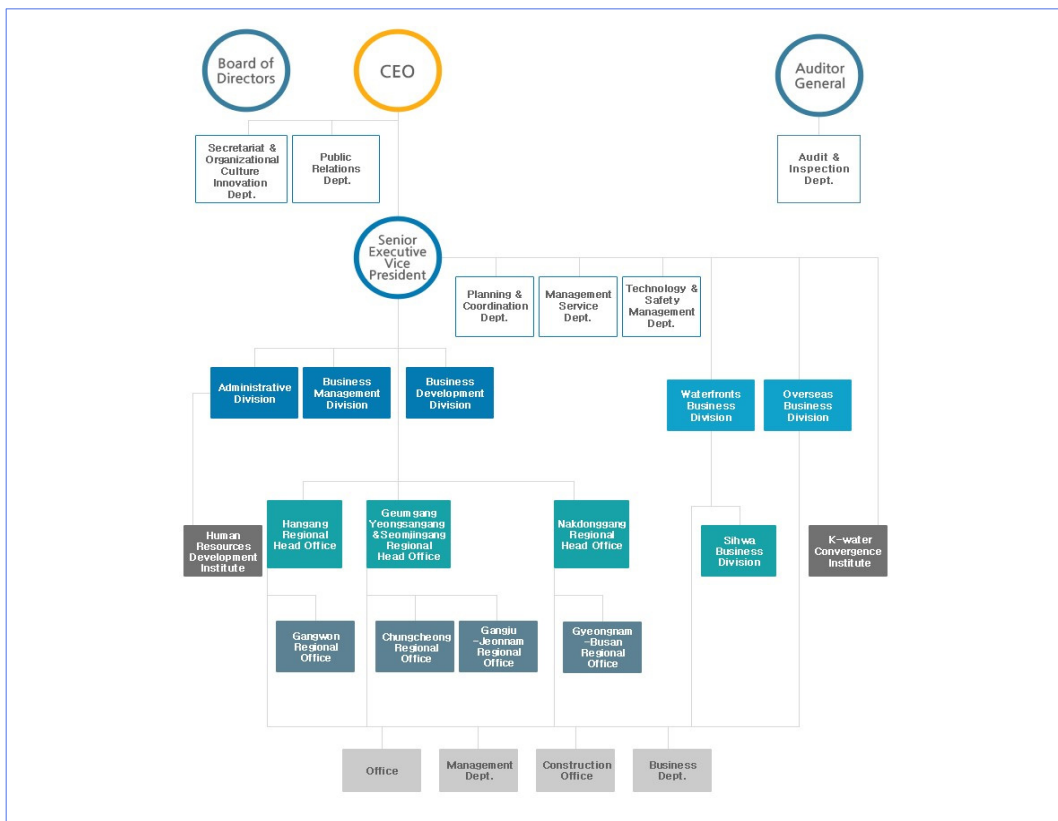 Board of
Directors
CEO
Auditor
General
Secretariat &
Organizational
Culture
Innovation
Dept.
Public
Relations
Dept.
Audit &
Inspection
Dept.
Senior
Executive
Vice
President
Planning &
Coordination
Dept.
Management
Service
Dept.
Technology &
Safety
Management
Dept.
Administrative
Division
Business
Management
Division
Business
Development
Division
Waterfronts
Business
Division
Overseas
Business
Division
Human
Resources
Development
Institute
Hangang
Regional
Head Office
Geumgang
Yeongsangang
&Seomjingang
Regional
Head Office
Nakdonggang
Regional
Head Office
Sihwa
Business
Division
K-water
Convergence
Institute
Gangwon
Regional
Office
Chungcheong
Regional
Office
Gangju
-Jeonnam
Regional
Office
Gyeongnam
-Busan
Regional
Office
Office
Management
Dept.
Construction
Office
Business
Dept.